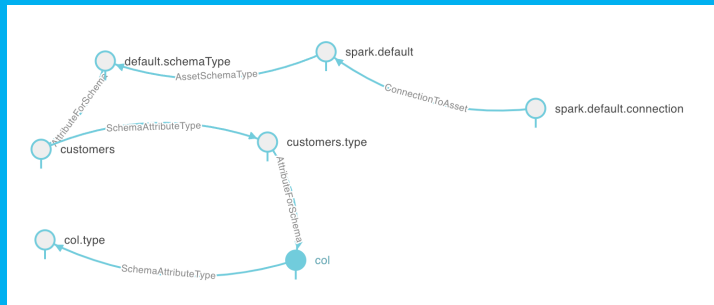 spark.default
default.schemaType
AssetSchemaType
ConnectionToAsset
spark.default.connection
AttributeForSchema
SchemaAttributeType
customers
customers.type
AttributeForSchema
col.type
col
SchemaAttributeType